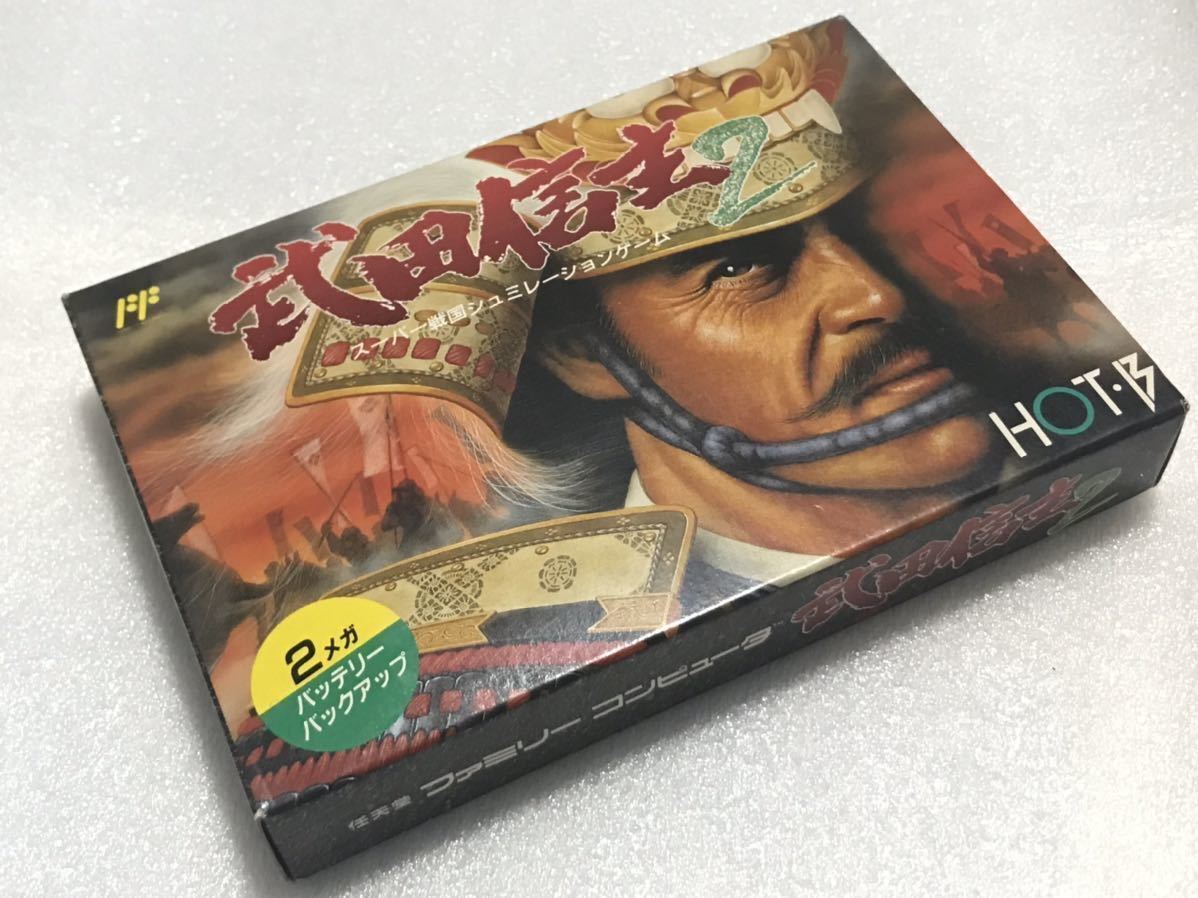 FF
武田信玄2
スーパー戦国シュミレーションゲーム
HOT・B
2メガ
バッテリー
バックアップ
任天堂 ファミリー コンピュータ™ 武田信玄2